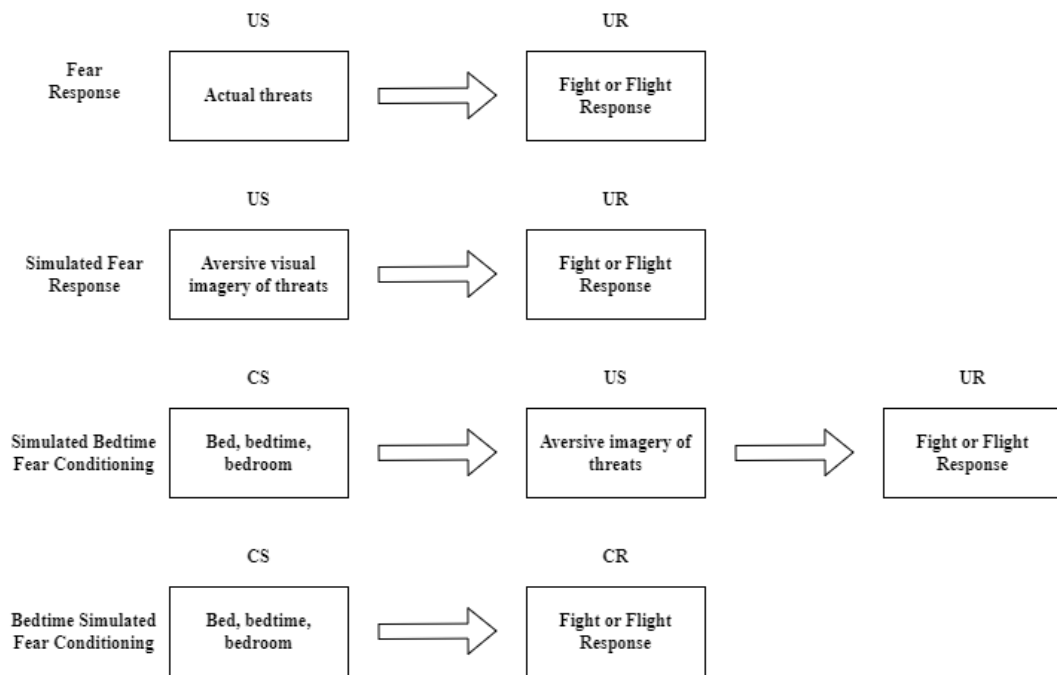 US
UR
Fear
Response
Actual threats
Fight or Flight
Response
US
UR
Simulated Fear
Response
Aversive visual
imagery of threats
Fight or Flight
Response
CS
US
UR
Simulated Bedtime
Fear Conditioning
Bed, bedtime,
bedroom
Aversive imagery of
threats
Fight or Flight
Response
CS
CR
Bedtime Simulated
Fear Conditioning
Bed, bedtime,
bedroom
Fight or Flight
Response